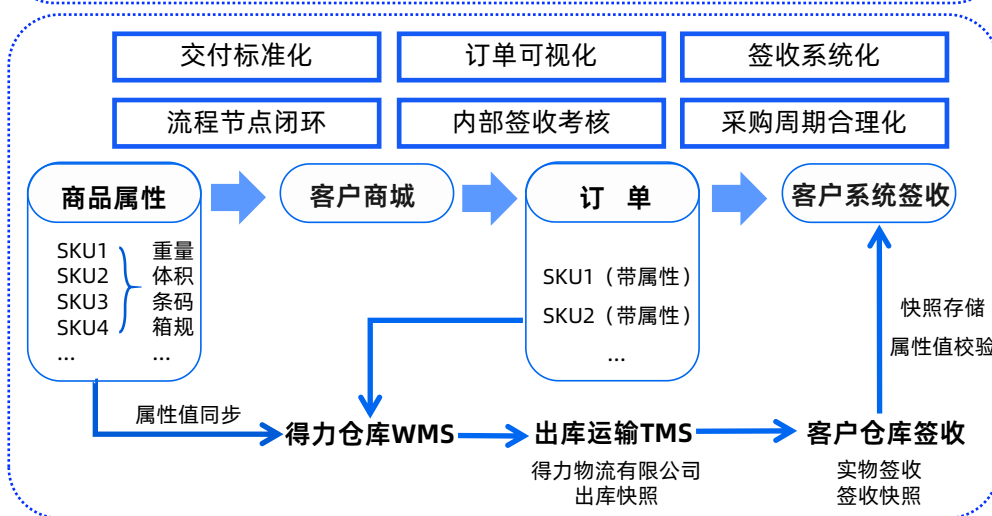 交付标准化
订单可视化
签收系统化
流程节点闭环
内部签收考核
采购周期合理化
商品属性
客户商城
订 单
客户系统签收
SKU1 重量
SKU2 体积
SKU3 条码
SKU4 箱规
... ...
SKU1（带属性）
SKU2（带属性）
...
快照存储
属性值校验
属性值同步
得力仓库WMS
出库运输TMS
客户仓库签收
得力物流有限公司
出库快照
实物签收
签收快照